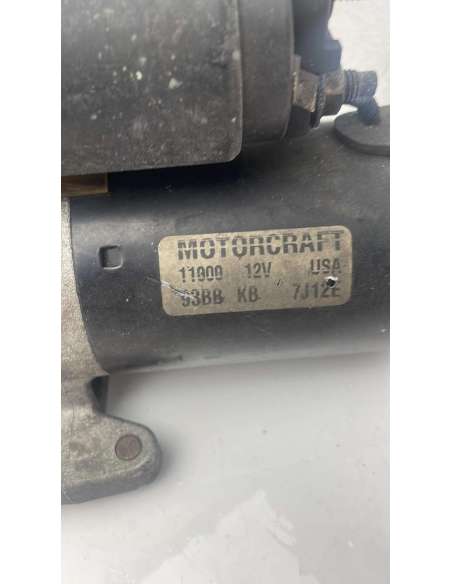 MOTORCRAFT
11000 12V USA
93BB KB 7J12E